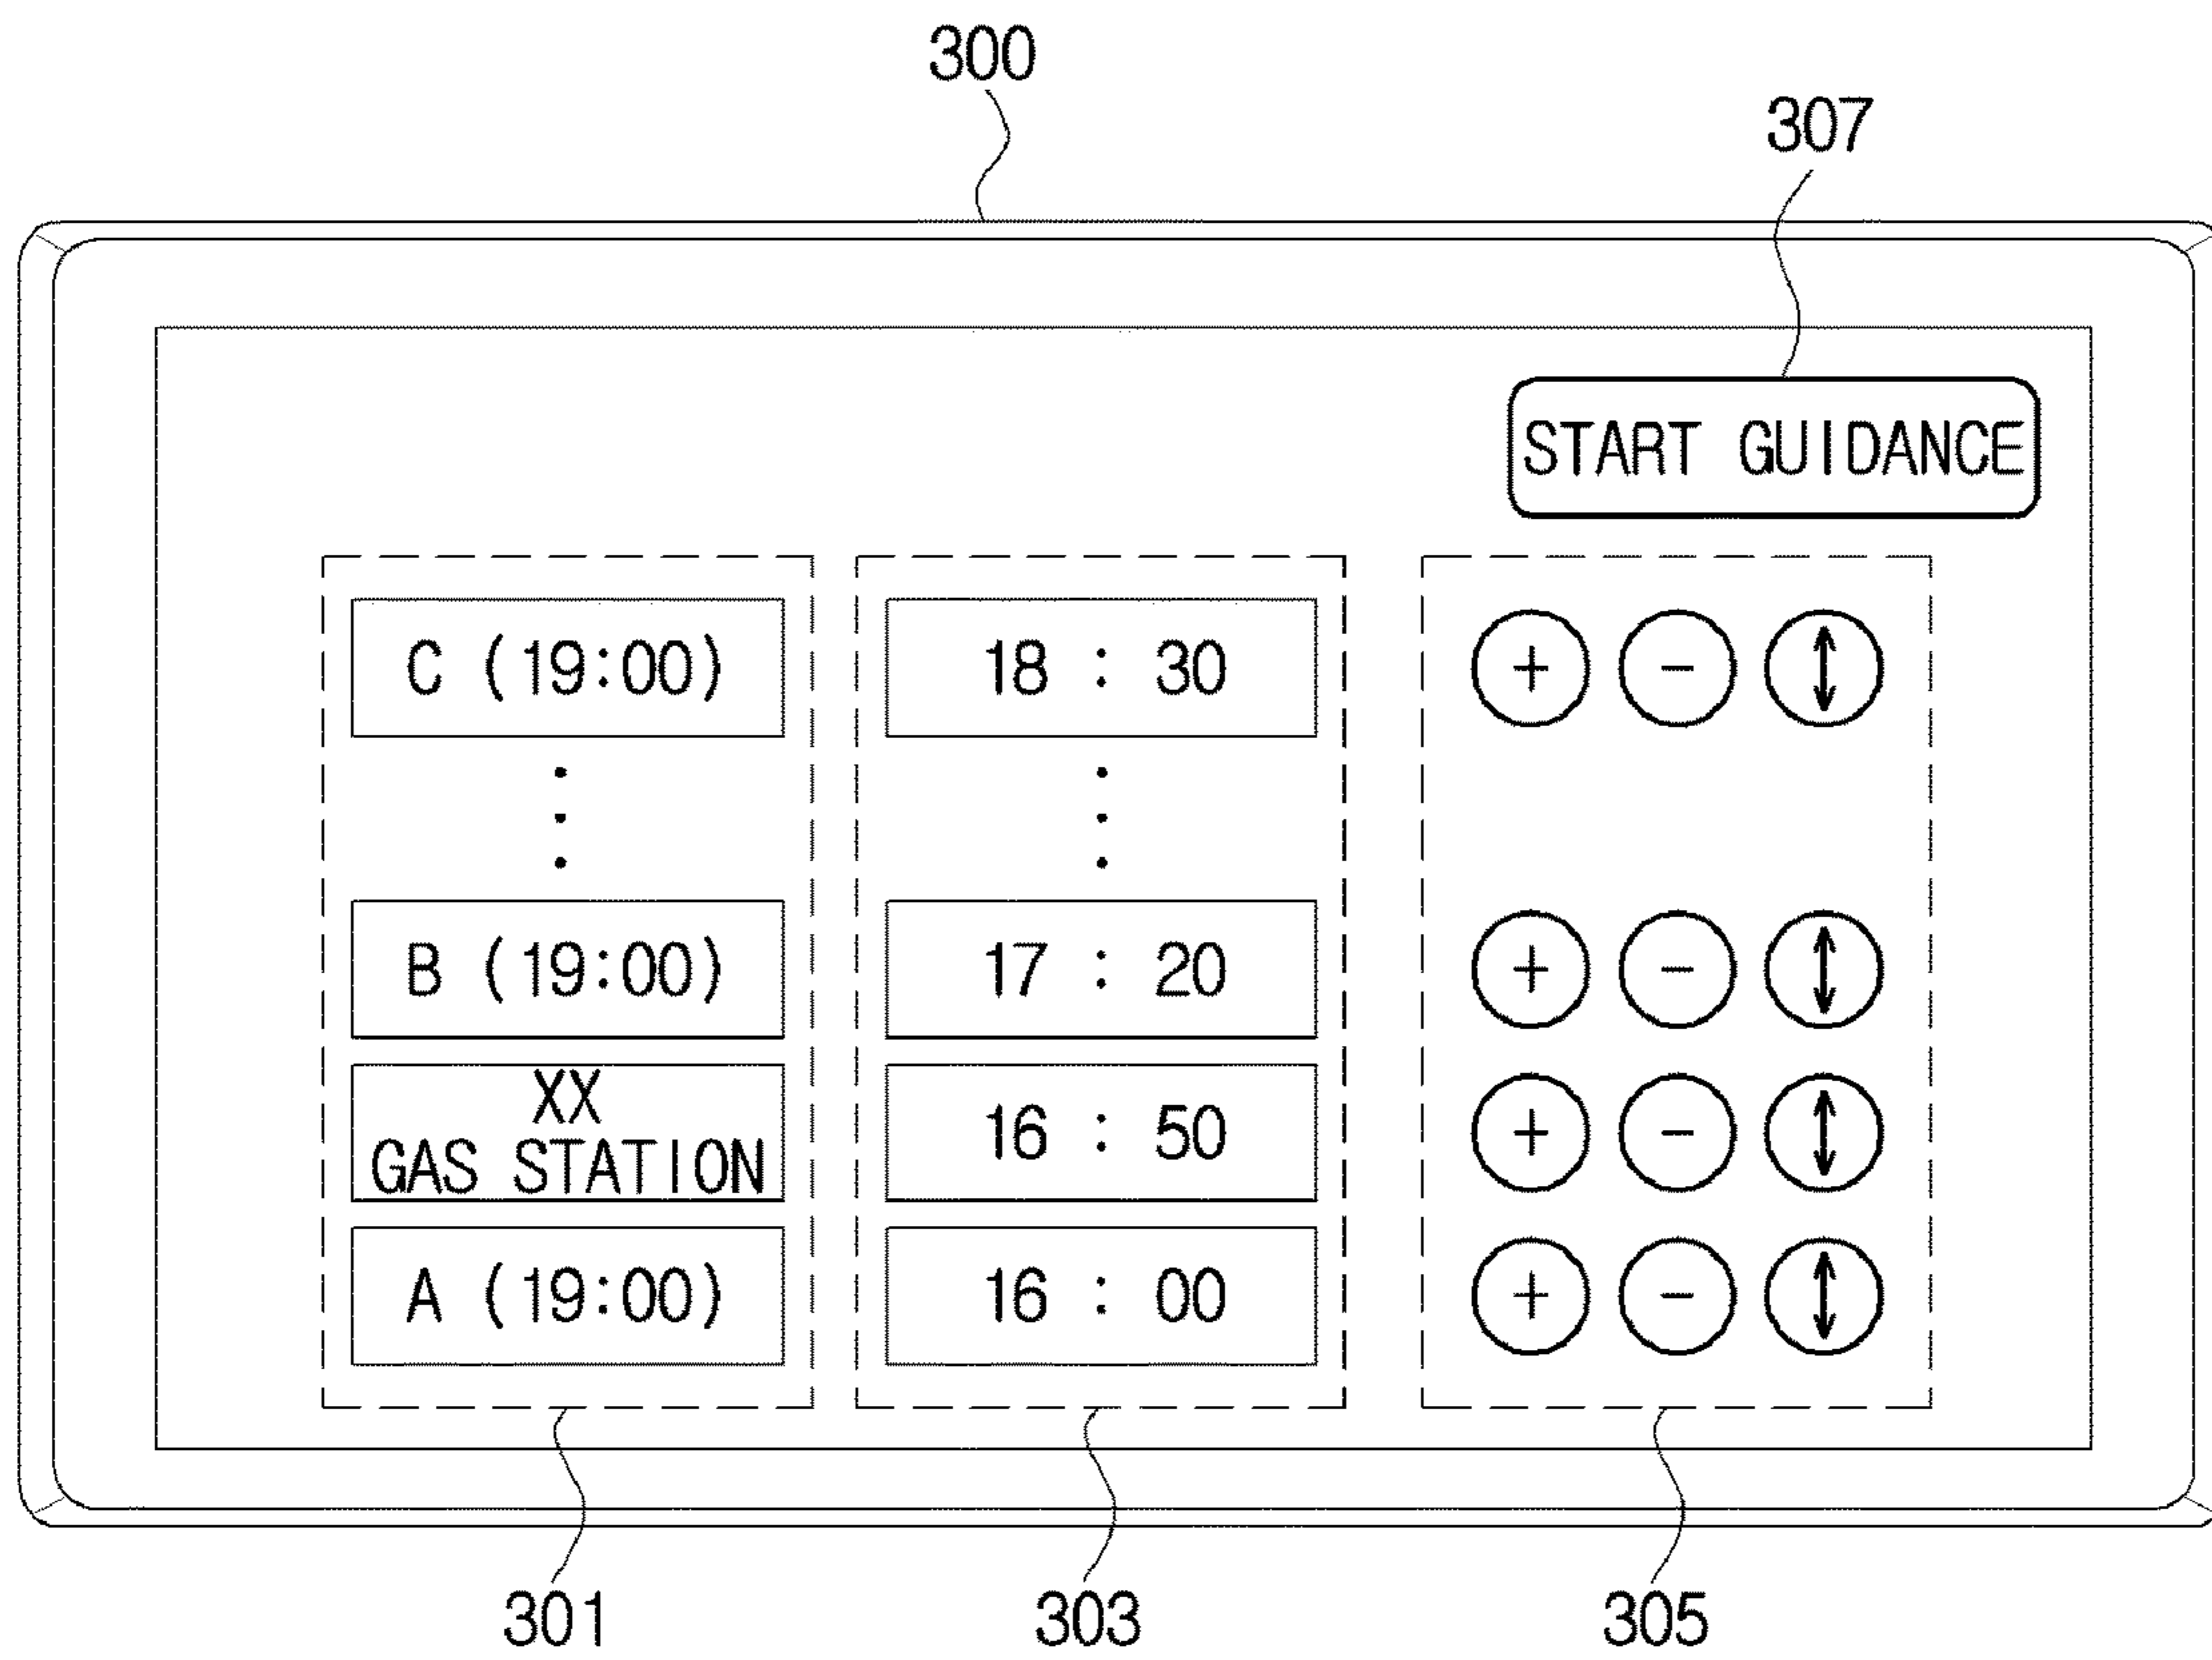 300
307
START GUIDANCE
C (19:00)
18 : 30
+ -
B (19:00)
17 : 20
+ -
XX
GAS STATION
16 : 50
+ -
A (19:00)
16 : 00
+ -
301
303
305